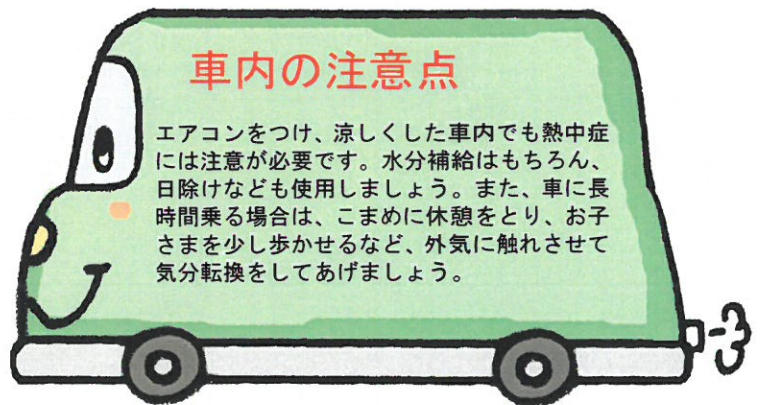 車内の注意点
エアコンをつけ、涼しくした車内でも熱中症
には注意が必要です。水分補給はもちろん、
日除けなども使用しましょう。また、車に長
時間乗る場合は、こまめに休憩をとり、お子
さまを少し歩かせるなど、外気に触れさせて
気分転換をしてあげましょう。